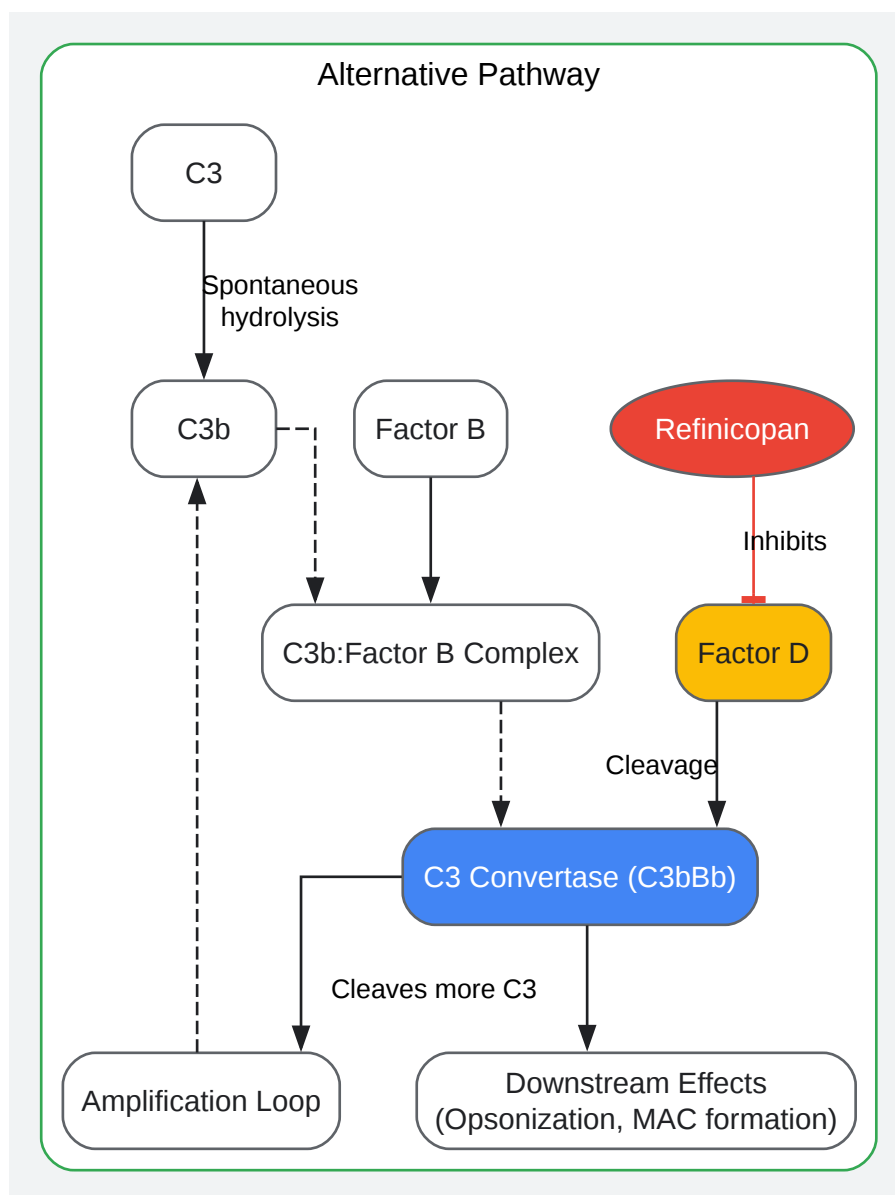 Alternative Pathway
C3
Spontaneous
hydrolysis
C3b
Factor B
Refinicopan
Inhibits
C3b:Factor B Complex
Factor D
Cleavage
C3 Convertase (C3bBb)
Cleaves more C3
Amplification Loop
Downstream Effects
(Opsonization, MAC formation)